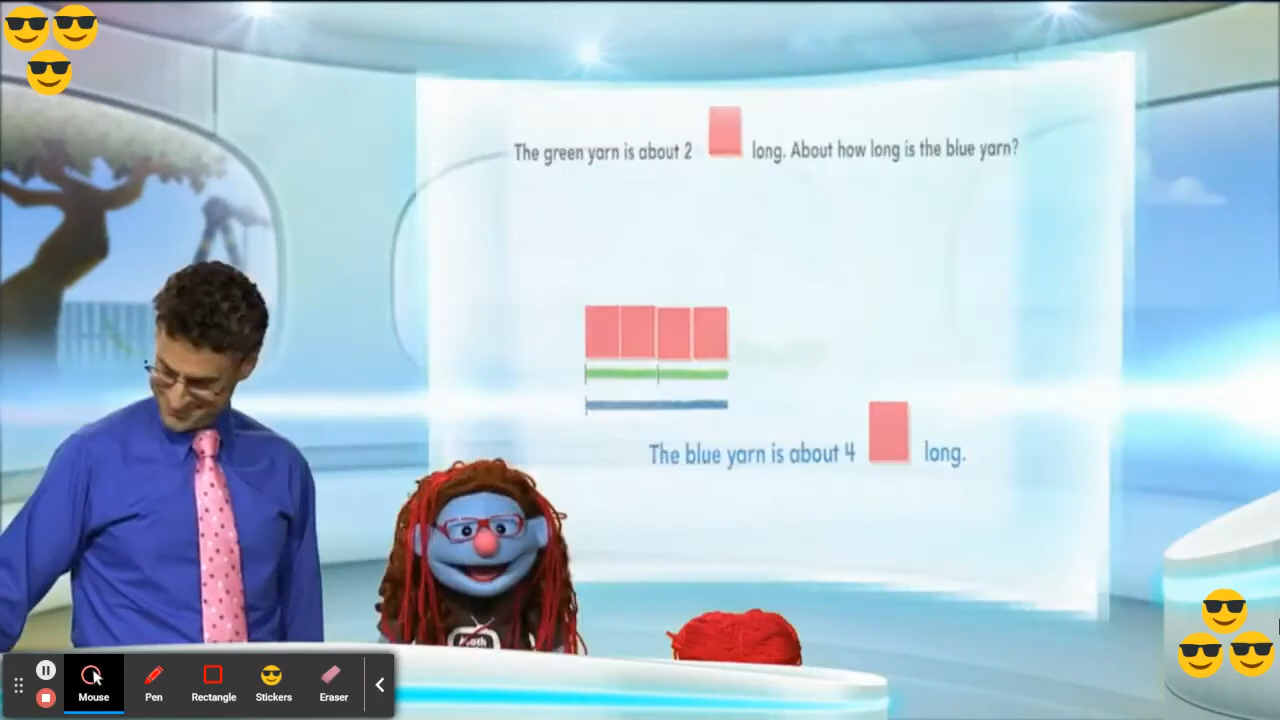 The green yarn is about 2 long. About how long is the blue yarn?
The blue yarn is about 4 long.
Math
Mouse
Pen
Rectangle
Stickers
Eraser